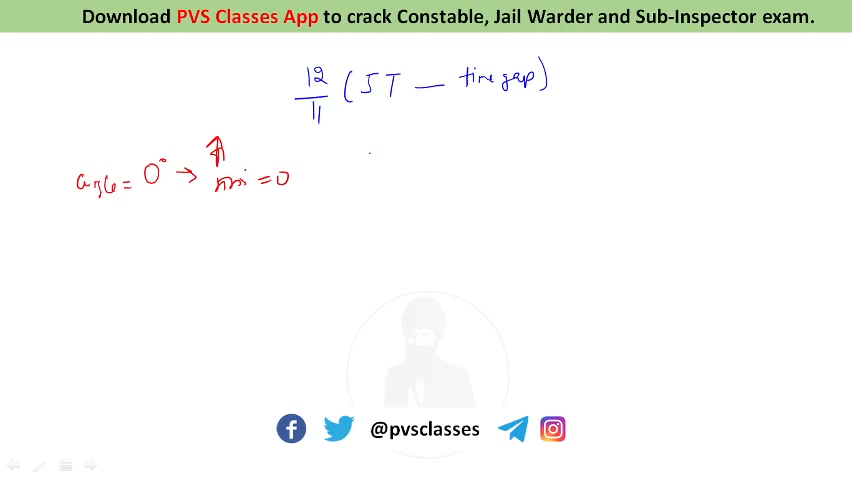 Download PVS Classes App to crack Constable, Jail Warder and Sub-Inspector exam.
12/11 (5T — time gap)
angle = 0° → min = 0
@pvsclasses